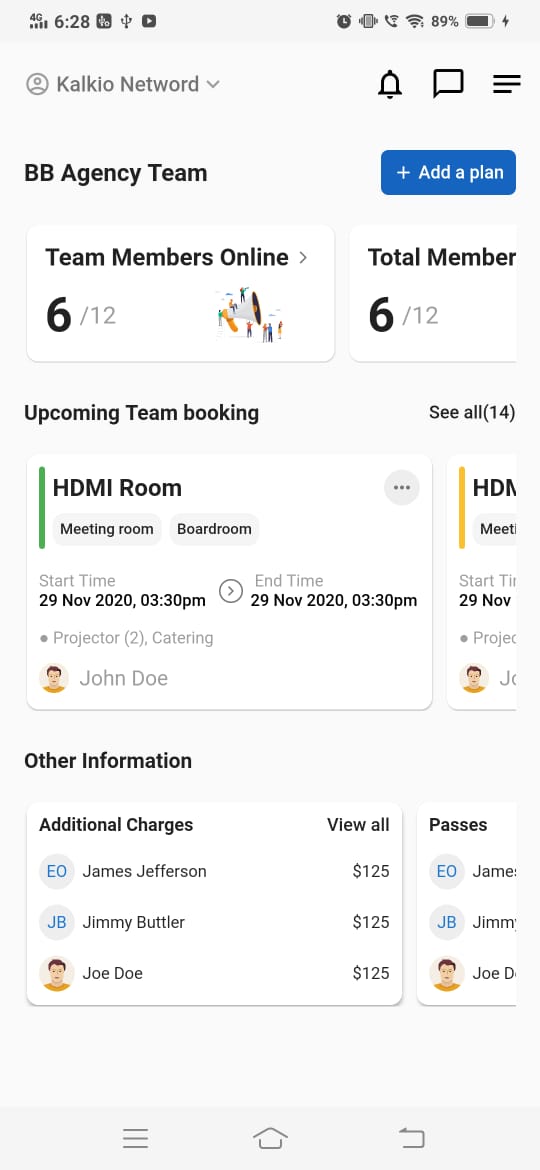 4G 6:28 89%
Kalkio Netword
BB Agency Team
+ Add a plan
Team Members Online Total Member
6 /12 6 /12
Upcoming Team booking See all(14)
HDMI Room HDM
Meeting room Boardroom Meeti
Start Time End Time Start Tim
29 Nov 2020, 03:30pm 29 Nov 2020, 03:30pm 29 Nov
• Projector (2), Catering • Projec
John Doe Jo
Other Information
Additional Charges View all Passes
EO James Jefferson $125 EO James
JB Jimmy Buttler $125 JB Jimmy
Joe Doe $125 Joe D